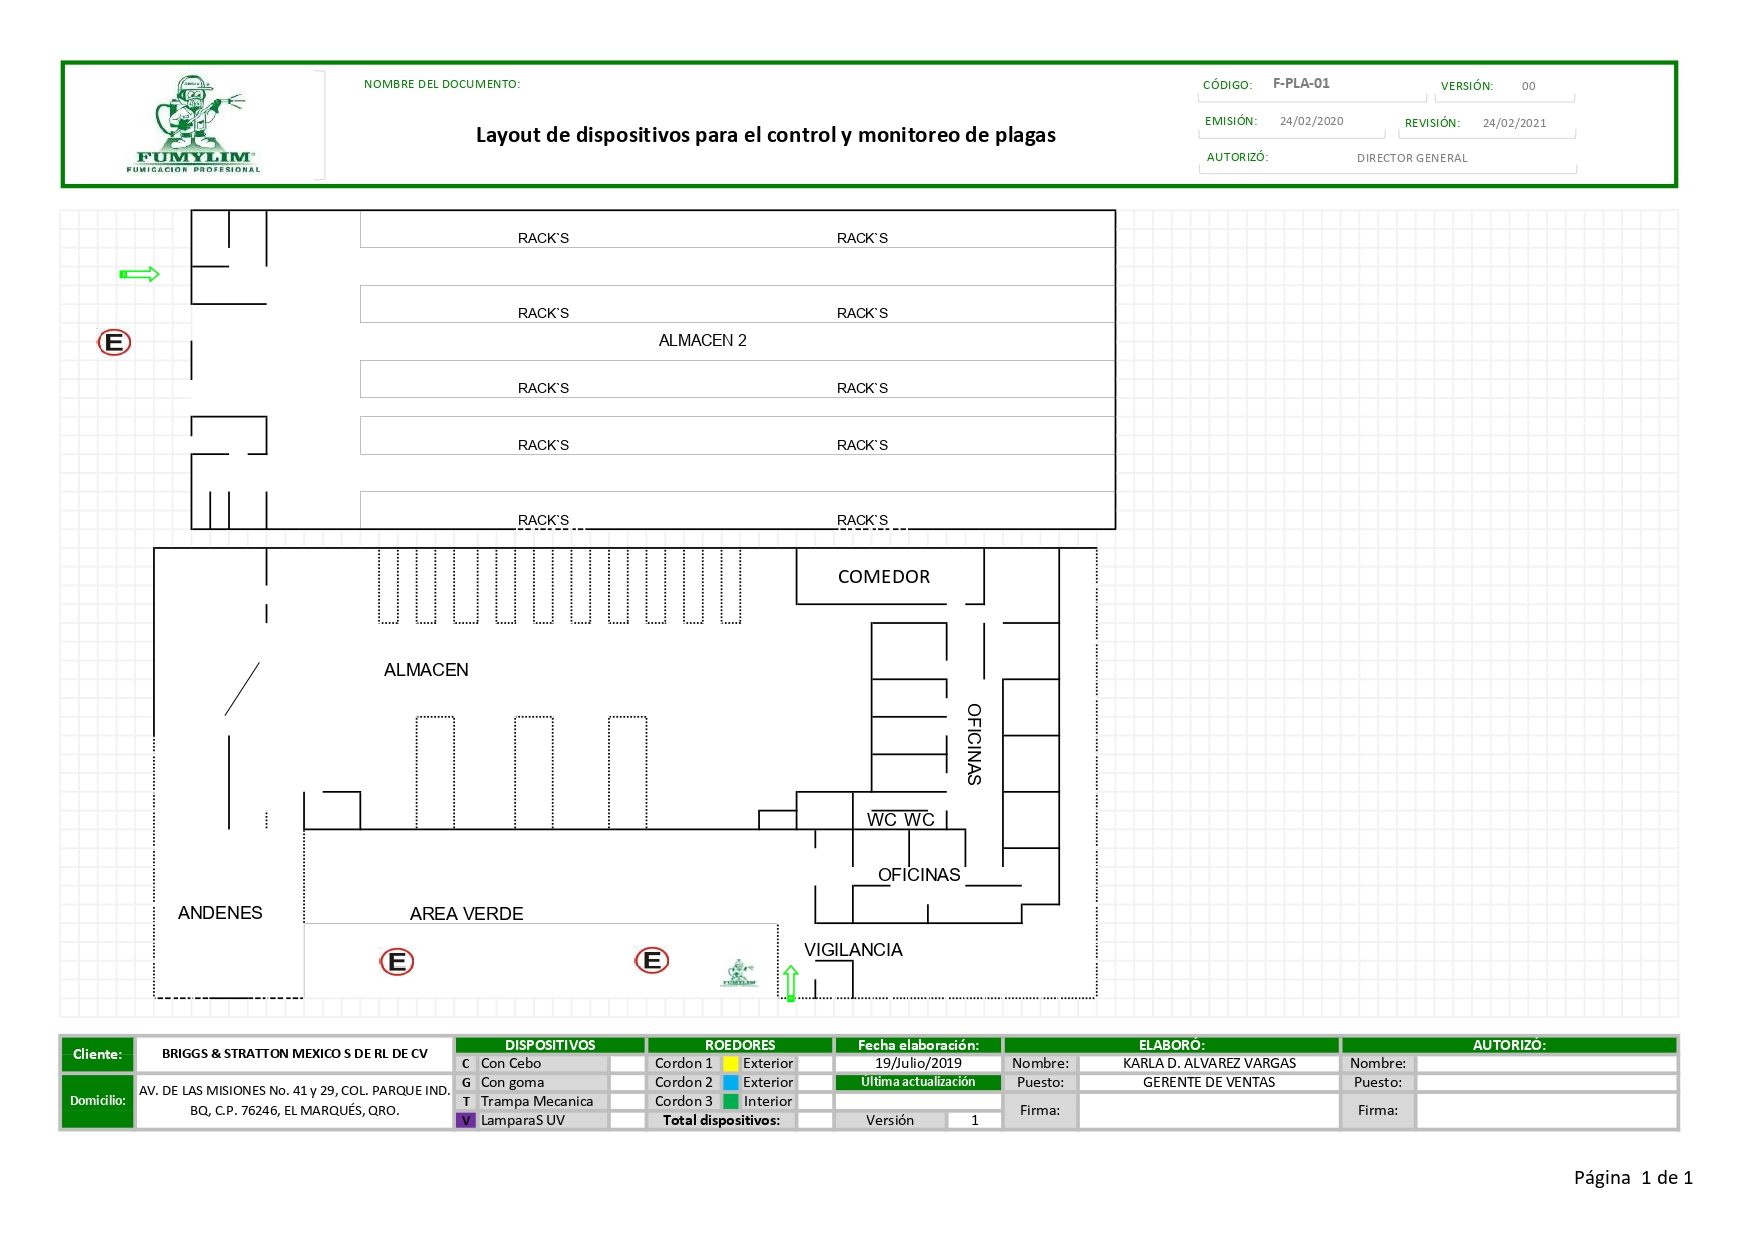 FUMYLIM
FUMIGACION PROFESIONAL
NOMBRE DEL DOCUMENTO:
Layout de dispositivos para el control y monitoreo de plagas
CÓDIGO: F-PLA-01 VERSIÓN: 00
EMISIÓN: 24/02/2020 REVISIÓN: 24/02/2021
AUTORIZÓ: DIRECTOR GENERAL
RACK`S RACK`S
RACK`S RACK`S
E
ALMACEN 2
RACK`S RACK`S
RACK`S RACK`S
RACK`S RACK`S
COMEDOR
ALMACEN
OFICINAS
WC WC
OFICINAS
ANDENES
AREA VERDE
VIGILANCIA
E
E
FUMYLIM
Cliente: BRIGGS & STRATTON MEXICO S DE RL DE CV
Domicilio: AV. DE LAS MISIONES No. 41 y 29, COL. PARQUE IND.
BQ, C.P. 76246, EL MARQUÉS, QRO.
DISPOSITIVOS
C Con Cebo
G Con goma
T Trampa Mecanica
V LamparaS UV
ROEDORES
Cordon 1 Exterior
Cordon 2 Exterior
Cordon 3 Interior
Total dispositivos:
Fecha elaboración:
19/Julio/2019
Última actualización
Versión 1
ELABORÓ:
Nombre: KARLA D. ALVAREZ VARGAS
Puesto: GERENTE DE VENTAS
Firma:
AUTORIZÓ:
Nombre:
Puesto:
Firma:
Página 1 de 1